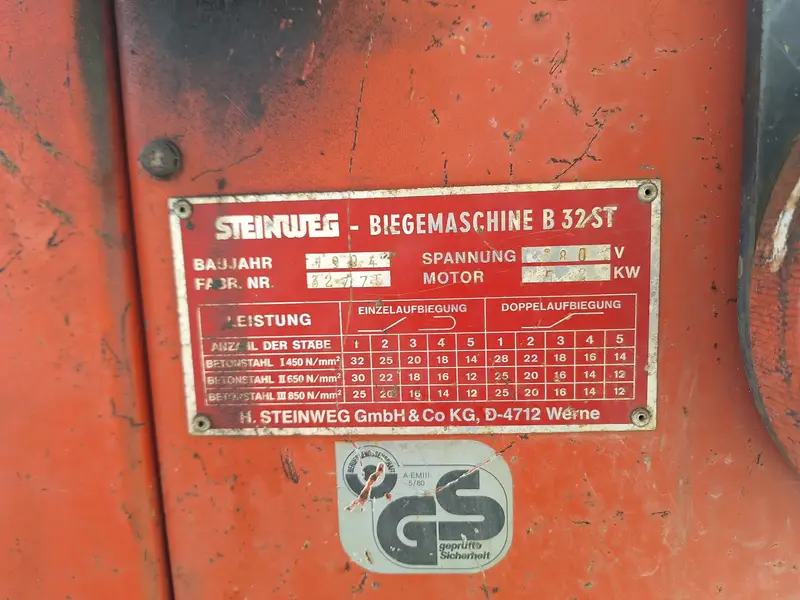 STEINWEG - BIEGEMASCHINE B 32 ST
BAUJAHR SPANNUNG 380 V
FABR. NR. MOTOR KW
LEISTUNG EINZELAUFBIEGUNG DOPPELAUFBIEGUNG
ANZAHL DER STÄBE 1 2 3 4 5 1 2 3 4 5
BETONSTAHL I 450 N/mm² 32 25 20 18 14 28 22 18 16 14
BETONSTAHL II 650 N/mm² 30 22 18 16 12 25 20 16 14 12
BETONSTAHL III 850 N/mm² 25 20 16 14 12 25 20 16 14 12
H. STEINWEG GmbH & Co KG, D-4712 Werne
A-EMIII
5/80
GS
geprüfte
Sicherheit